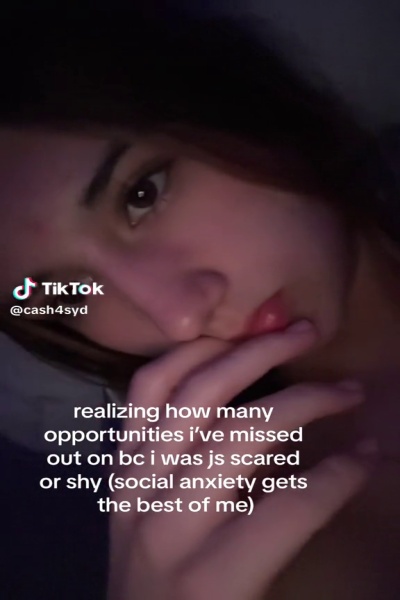 TikTok
@cash4syd
realizing how many
opportunities i've missed
out on bc i was js scared
or shy (social anxiety gets
the best of me)